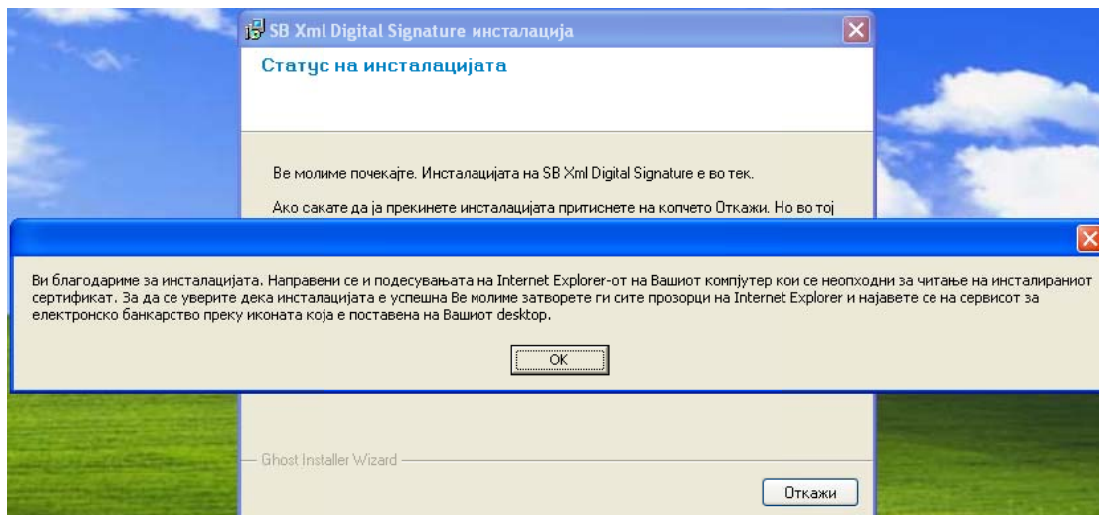 SB Xml Digital Signature инсталација
Статус на инсталацијата
Ве молиме почекајте. Инсталацијата на SB Xml Digital Signature е во тек.
Ако сакате да ја прекинете инсталацијата притиснете на копчето Откажи. Но во тој
Ви благодариме за инсталацијата. Направени се и подесувањата на Internet Explorer-от на Вашиот компјутер кои се неопходни за читање на инсталираниот
сертификат. За да се уверите дека инсталацијата е успешна Ве молиме затворете ги сите прозорци на Internet Explorer и најавете се на сервисот за
електронско банкарство преку иконата која е поставена на Вашиот desktop.
OK
Ghost Installer Wizard
Откажи